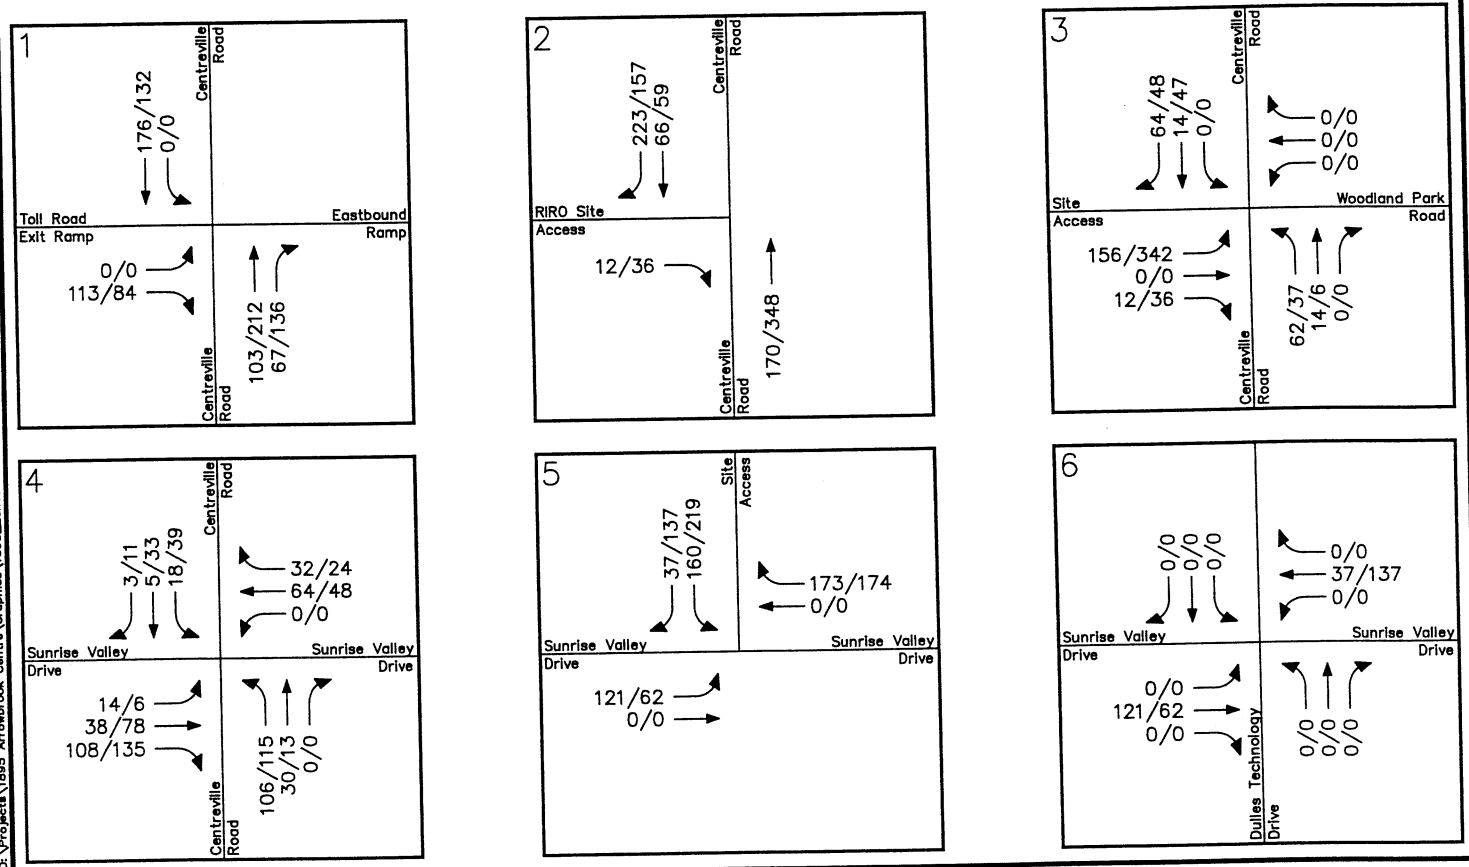 1
Centreville
Road
176/132
0/0
Toll Road
Exit Ramp
Eastbound
Ramp
0/0
113/84
103/212
67/136
Centreville
Road
2
Centreville
Road
223/157
66/59
RIRO Site
Access
12/36
170/348
Centreville
Road
3
Centreville
Road
64/48
14/47
0/0
0/0
0/0
0/0
Site
Access
Woodland Park
Road
156/342
0/0
12/36
62/37
14/6
0/0
Centreville
Road
4
Centreville
Road
3/11
5/33
18/39
32/24
64/48
0/0
Sunrise Valley
Drive
Sunrise Valley
Drive
14/6
38/78
108/135
106/115
30/13
0/0
Centreville
Road
5
Site
Access
37/137
160/219
173/174
0/0
Sunrise Valley
Drive
Sunrise Valley
Drive
121/62
0/0
6
0/0
0/0
0/0
0/0
37/137
0/0
Sunrise Valley
Drive
Sunrise Valley
Drive
0/0
121/62
0/0
0/0
0/0
0/0
Dulles Technology
Drive